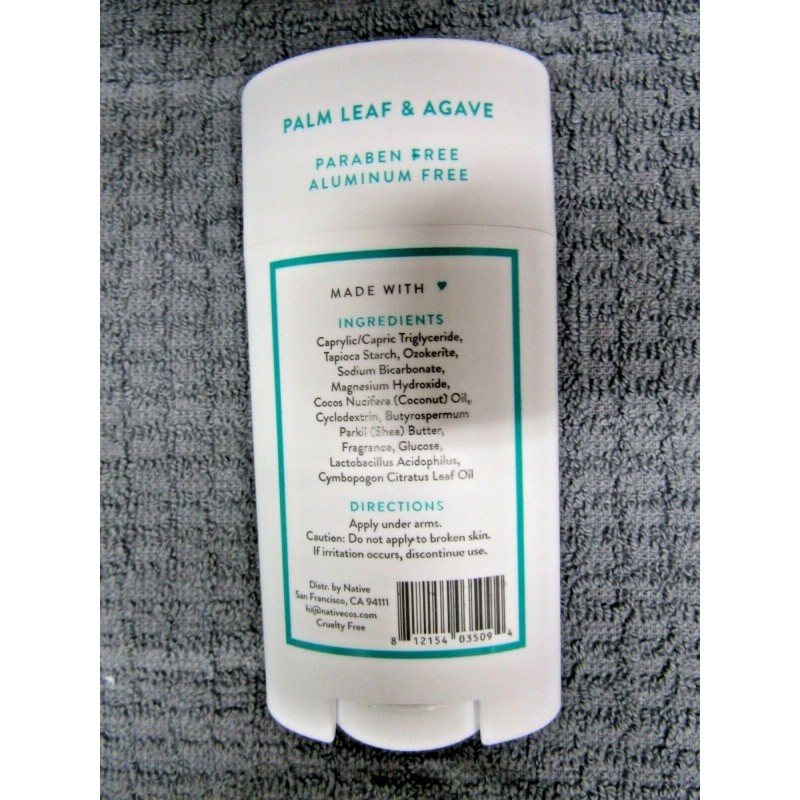 PALM LEAF & AGAVE
PARABEN FREE
ALUMINUM FREE
MADE WITH ♥
INGREDIENTS
Caprylic/Capric Triglyceride,
Tapioca Starch, Ozokerite,
Sodium Bicarbonate,
Magnesium Hydroxide,
Cocos Nucifera (Coconut) Oil,
Cyclodextrin, Butyrospermum
Parkii (Shea) Butter,
Fragrance, Glucose,
Lactobacillus Acidophilus,
Cymbopogon Citratus Leaf Oil
DIRECTIONS
Apply under arms.
Caution: Do not apply to broken skin.
If irritation occurs, discontinue use.
Distr. by Native
San Francisco, CA 94111
hi@nativecos.com
Cruelty Free
8 12154 03509 4